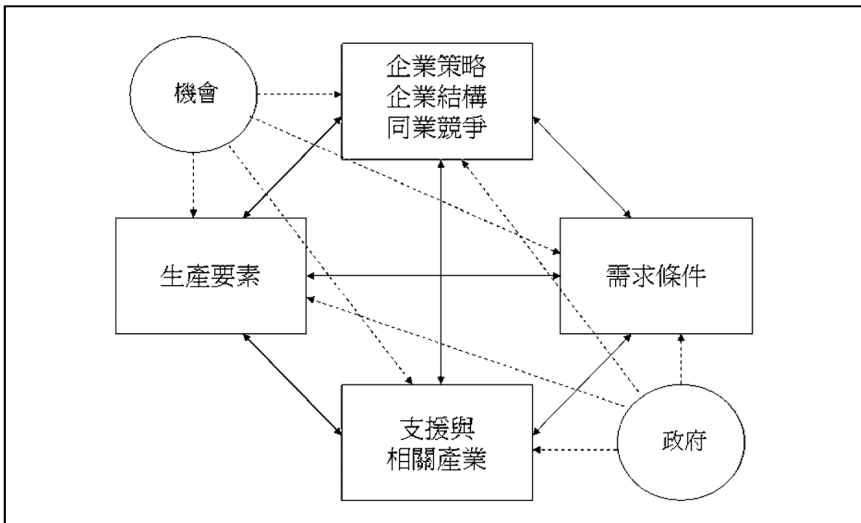 機會
企業策略
企業結構
同業競爭
生產要素
需求條件
支援與
相關產業
政府